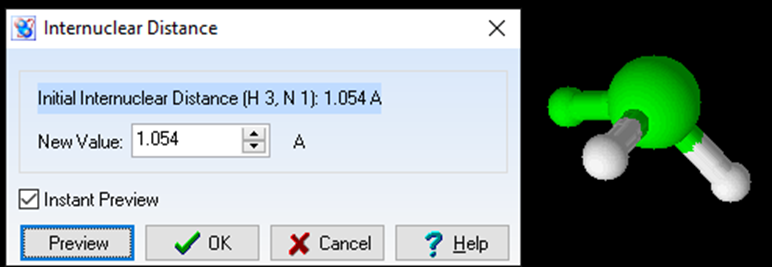 Internuclear Distance
Initial Internuclear Distance (H 3, N 1): 1.054 A
New Value: 1.054 A
Instant Preview
Preview OK Cancel Help